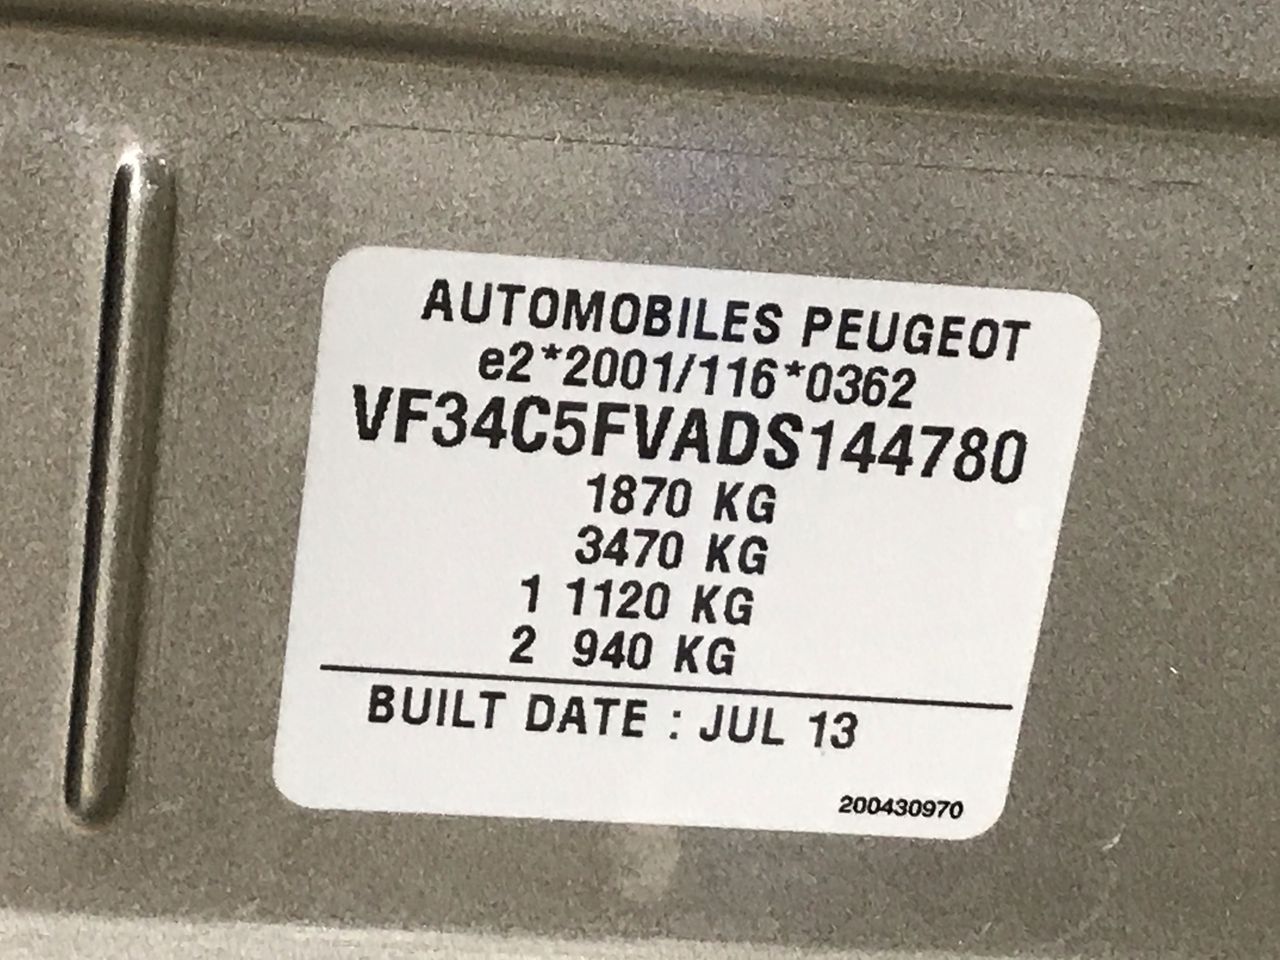 AUTOMOBILES PEUGEOT
e2*2001/116*0362
VF34C5FVADS144780
1870 KG
3470 KG
1 1120 KG
2 940 KG
BUILT DATE : JUL 13
200430970